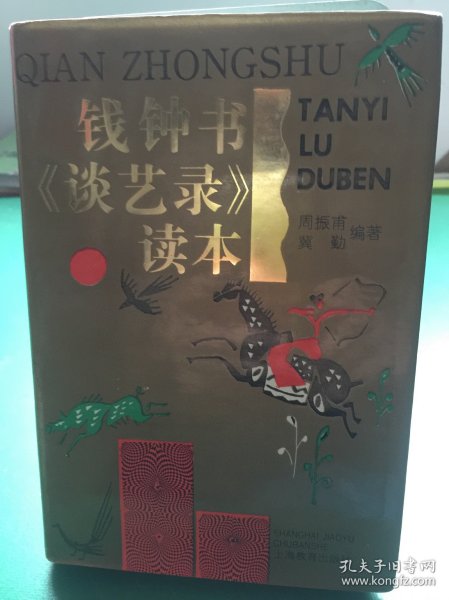 QIAN ZHONGSHU
钱钟书
《谈艺录》
读本
TANYI
LU
DUBEN
周振甫
冀勤
编著
SHANGHAI JIAOYU
CHUBANSHE
上海教育出版社
孔夫子旧书网
www.kongfz.com